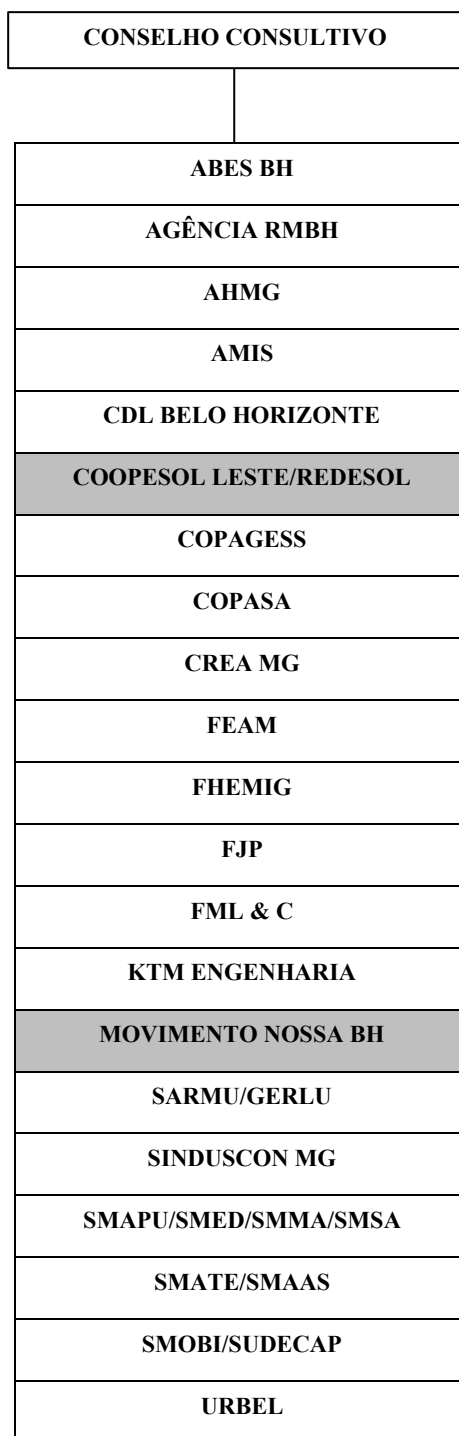 CONSELHO CONSULTIVO
ABES BH
AGÊNCIA RMBH
AHMG
AMIS
CDL BELO HORIZONTE
COOPESOL LESTE/REDESOL
COPAGESS
COPASA
CREA MG
FEAM
FHEMIG
FJP
FML & C
KTM ENGENHARIA
MOVIMENTO NOSSA BH
SARMU/GERLU
SINDUSCON MG
SMAPU/SMED/SMMA/SMSA
SMATE/SMAAS
SMOBI/SUDECAP
URBEL